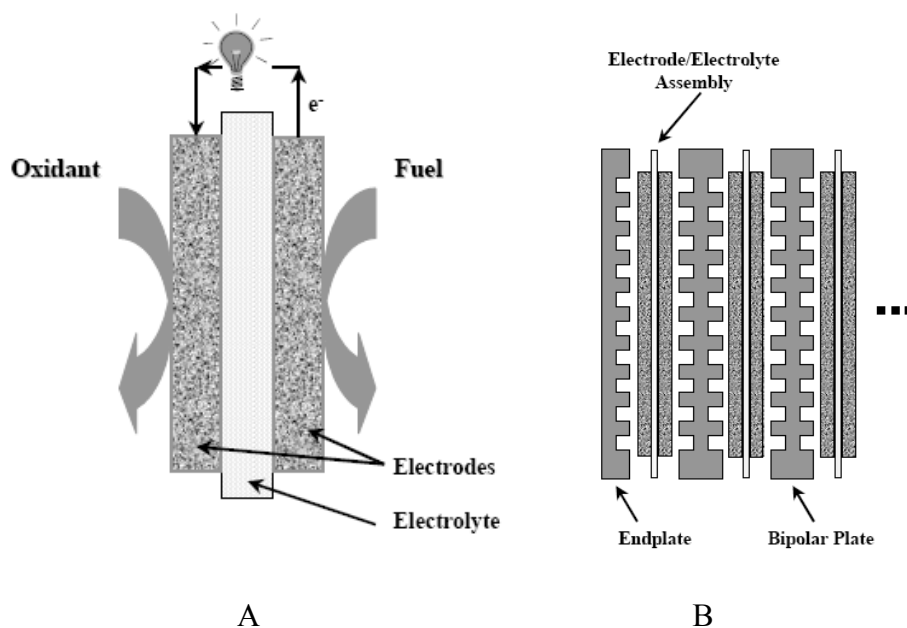 e-
Oxidant
Fuel
Electrodes
Electrolyte
A
Electrode/Electrolyte
Assembly
Endplate
Bipolar Plate
B